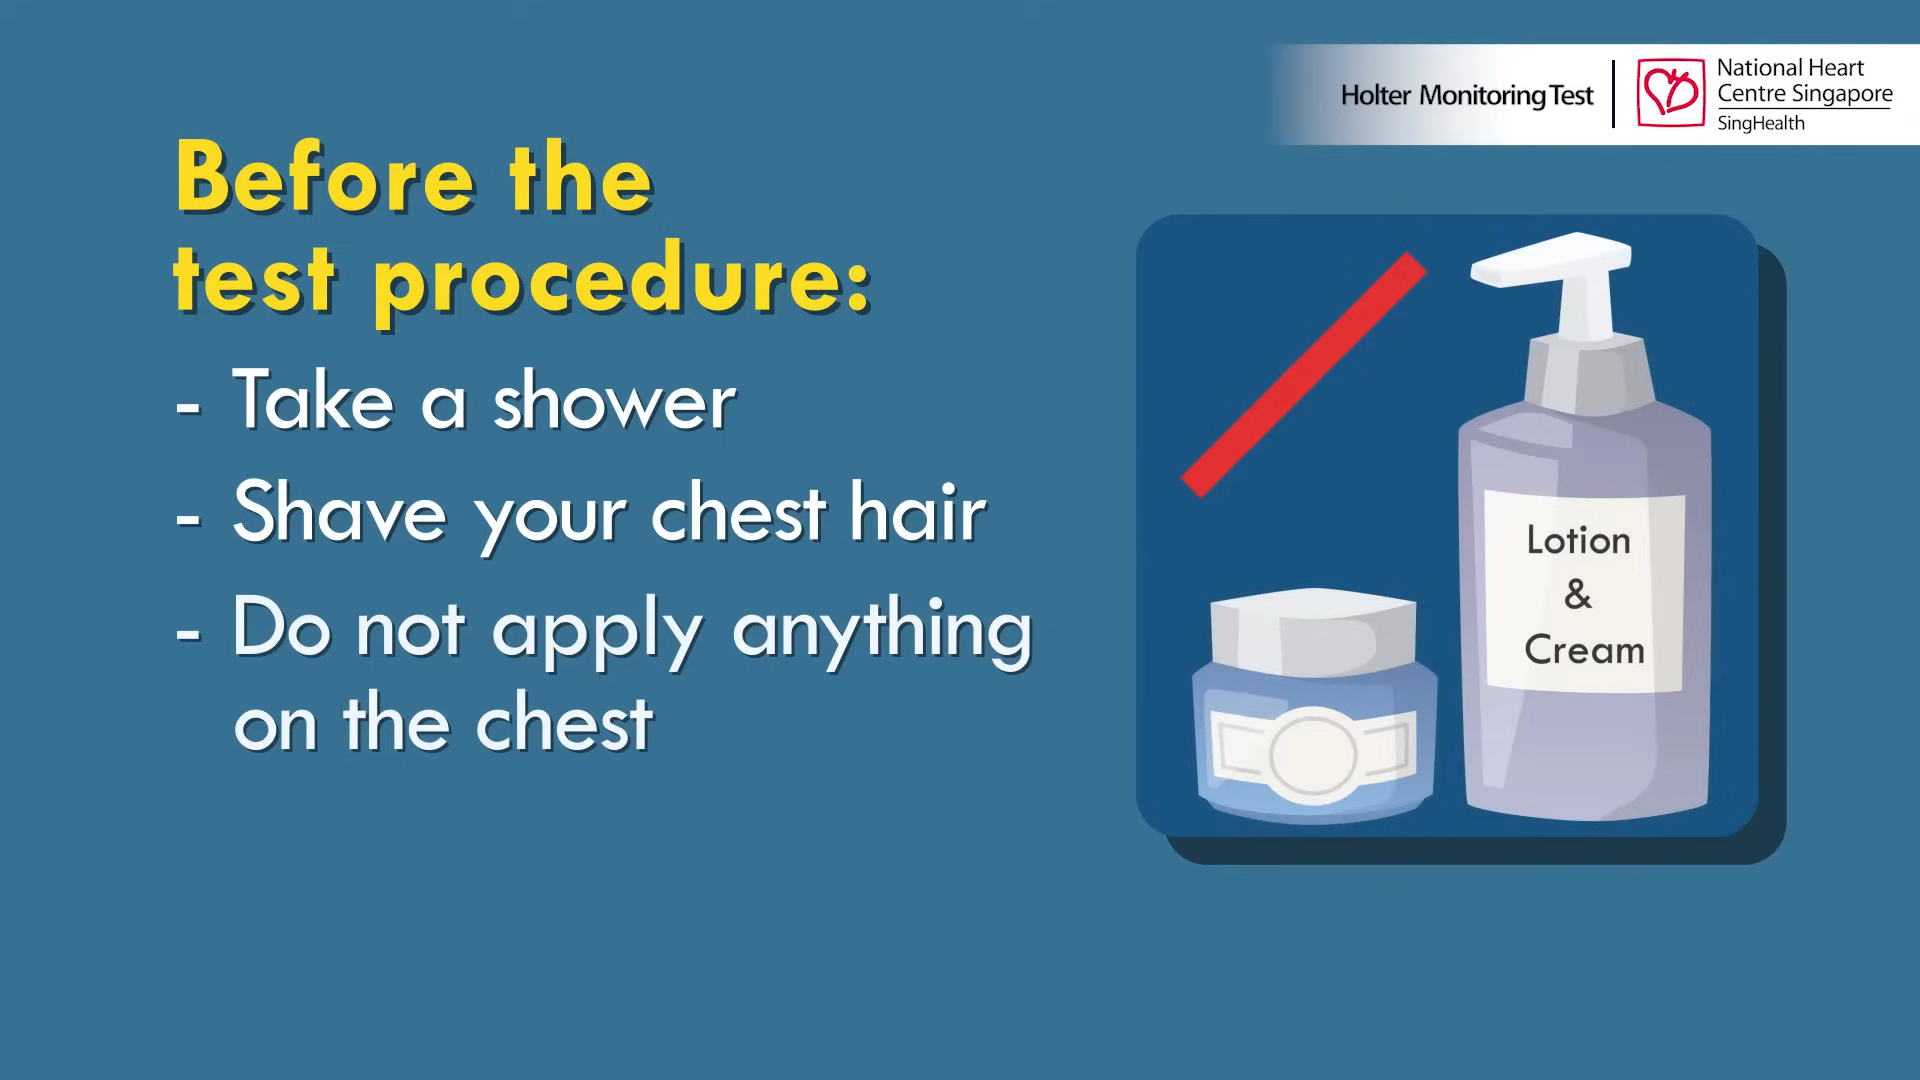 Holter Monitoring Test
National Heart
Centre Singapore
SingHealth
Before the
test procedure:
- Take a shower
- Shave your chest hair
- Do not apply anything
on the chest
Lotion
&
Cream